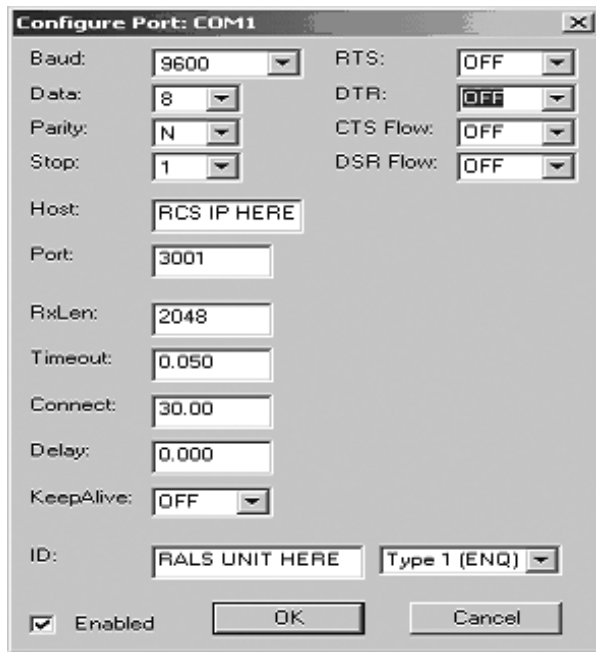 Configure Port: COM1
Baud: 9600 RTS: OFF
Data: 8 DTR: OFF
Parity: N CTS Flow: OFF
Stop: 1 DSR Flow: OFF
Host: RCS IP HERE
Port: 3001
RxLen: 2048
Timeout: 0.050
Connect: 30.00
Delay: 0.000
KeepAlive: OFF
ID: RALS UNIT HERE Type 1 (ENQ)
Enabled OK Cancel